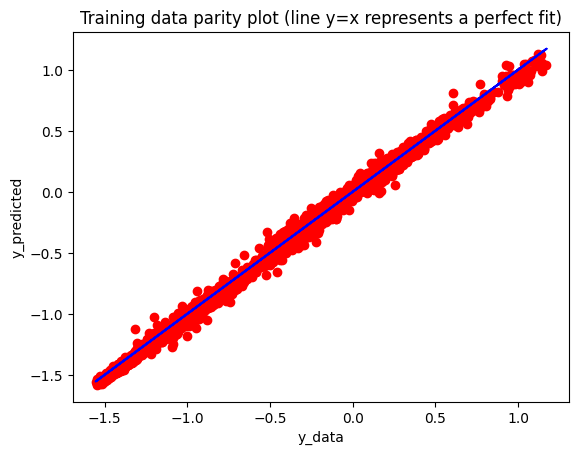 Training data parity plot (line y=x represents a perfect fit)
1.0
0.5
0.0
−0.5
−1.0
−1.5
y_predicted
−1.5 −1.0 −0.5 0.0 0.5 1.0
y_data